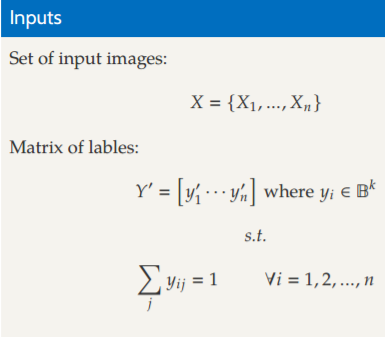 Inputs
Set of input images:
X = {X₁, ..., Xₙ}
Matrix of lables:
Y′ = [y′₁ ⋯ y′ₙ] where yᵢ ∈ 𝔹ᵏ
s.t.
∑ⱼ yᵢⱼ = 1 ∀i = 1, 2, ..., n